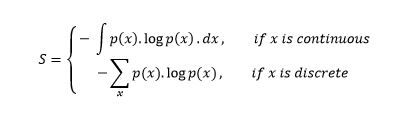 S = { − ∫ p(x). log p(x) . dx , if x is continuous
− ∑ₓ p(x). log p(x) , if x is discrete